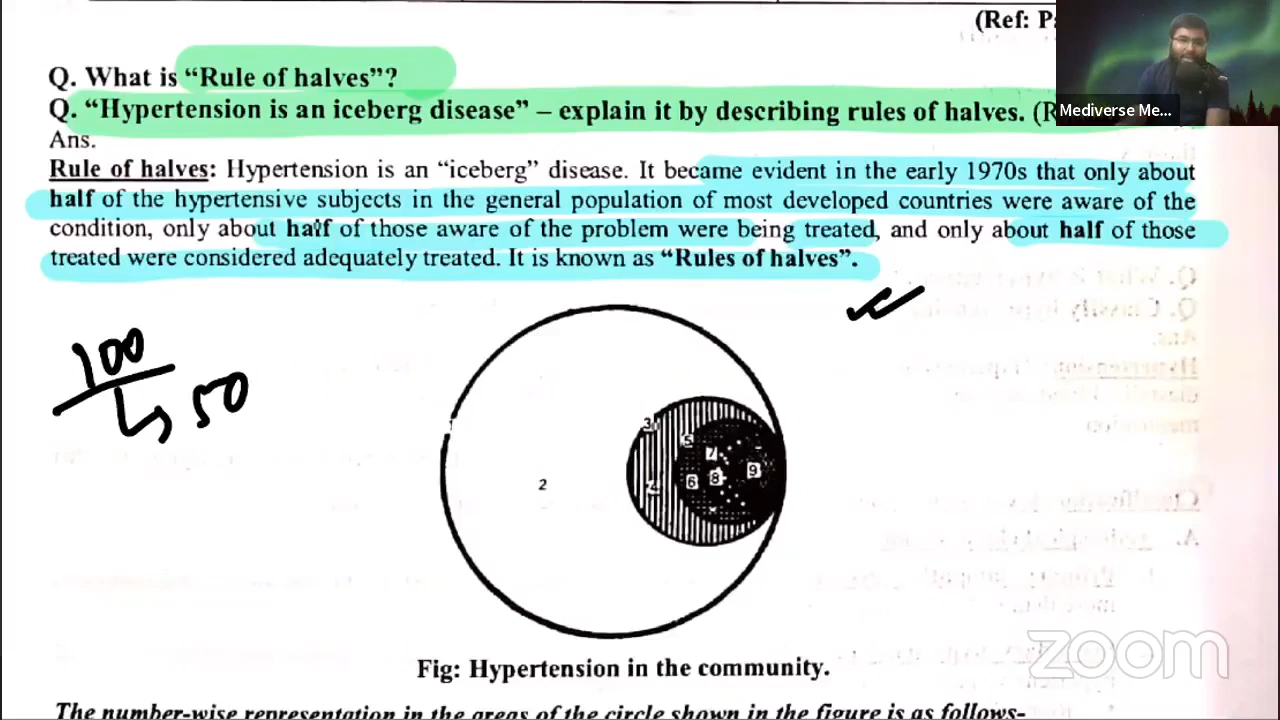 (Ref: P
Q. What is “Rule of halves”?
Q. “Hypertension is an iceberg disease” – explain it by describing rules of halves. (R
Mediverse Me...
Ans.
Rule of halves: Hypertension is an “iceberg” disease. It became evident in the early 1970s that only about
half of the hypertensive subjects in the general population of most developed countries were aware of the
condition, only about half of those aware of the problem were being treated, and only about half of those
treated were considered adequately treated. It is known as “Rules of halves”.
100
50
1
2
3
4
5
6
7
8
9
zoom
Fig: Hypertension in the community.
The number-wise representation in the areas of the circle shown in the figure is as follows-